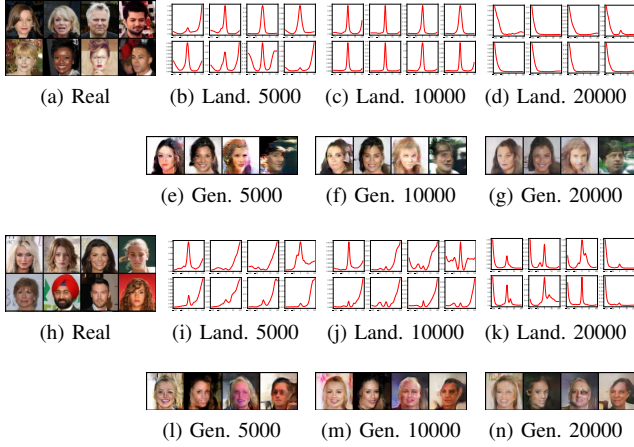 (a) Real
(b) Land. 5000
(c) Land. 10000
(d) Land. 20000
(e) Gen. 5000
(f) Gen. 10000
(g) Gen. 20000
(h) Real
(i) Land. 5000
(j) Land. 10000
(k) Land. 20000
(l) Gen. 5000
(m) Gen. 10000
(n) Gen. 20000